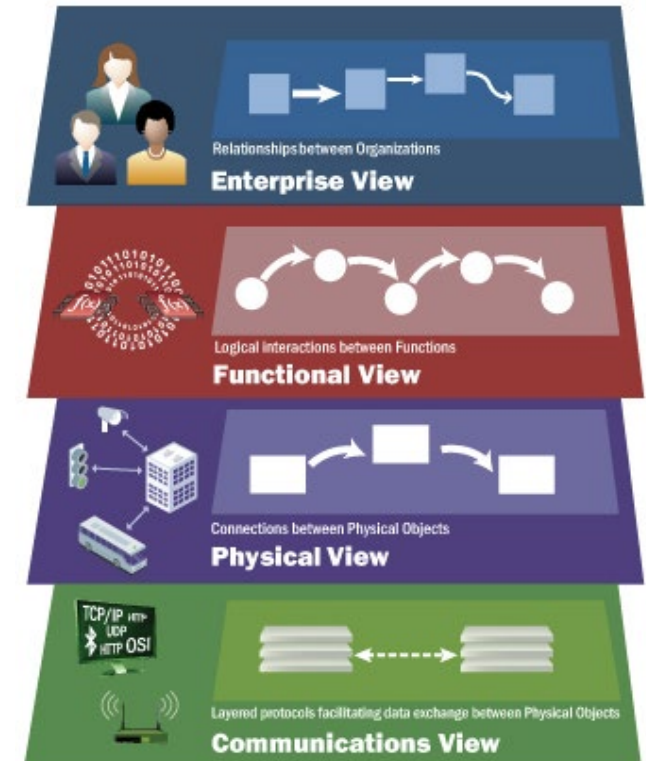 Relationships between Organizations
Enterprise View
f(x)
f(x)
Logical interactions between Functions
Functional View
Connections between Physical Objects
Physical View
TCP/IP HTTP
UDP
HTTP OSI
Layered protocols facilitating data exchange between Physical Objects
Communications View